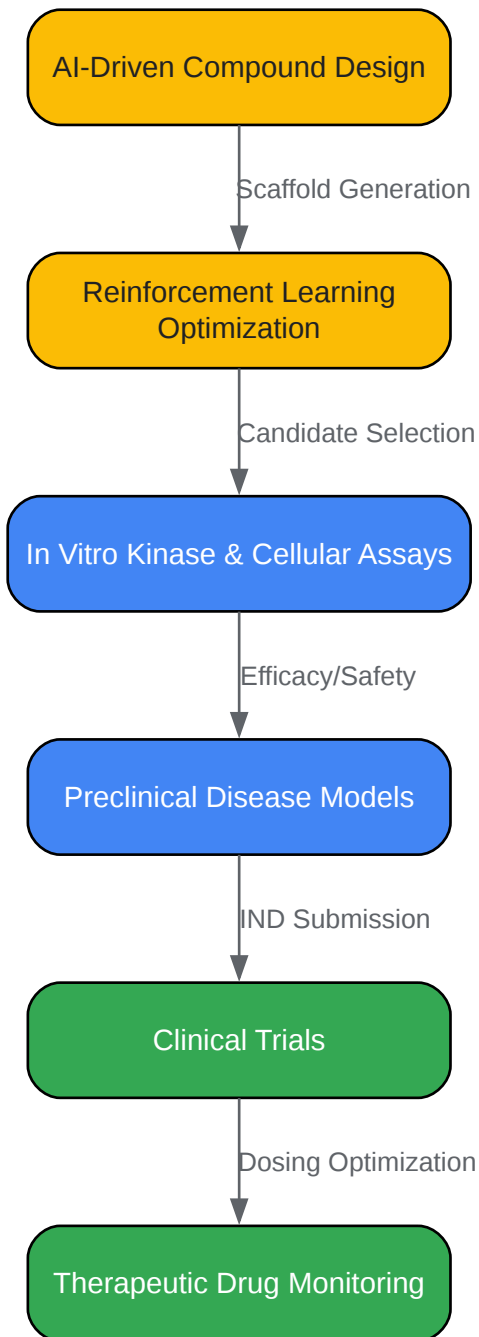 AI-Driven Compound Design
Scaffold Generation
Reinforcement Learning
Optimization
Candidate Selection
In Vitro Kinase & Cellular Assays
Efficacy/Safety
Preclinical Disease Models
IND Submission
Clinical Trials
Dosing Optimization
Therapeutic Drug Monitoring